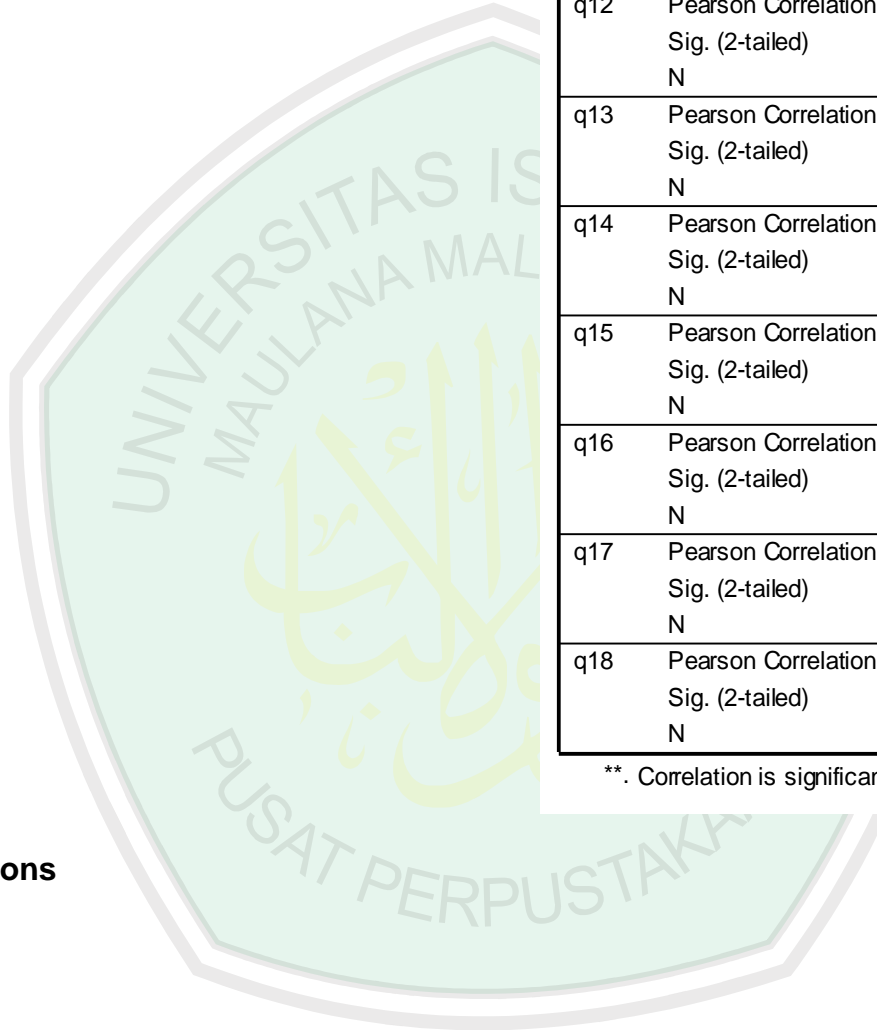 q12 Pearson Correlation
Sig. (2-tailed)
N
q13 Pearson Correlation
Sig. (2-tailed)
N
q14 Pearson Correlation
Sig. (2-tailed)
N
q15 Pearson Correlation
Sig. (2-tailed)
N
q16 Pearson Correlation
Sig. (2-tailed)
N
q17 Pearson Correlation
Sig. (2-tailed)
N
q18 Pearson Correlation
Sig. (2-tailed)
N
**. Correlation is significan
ons
UNIVERSITAS IS
MAULANA MAL
PUSAT PERPUSTAKA